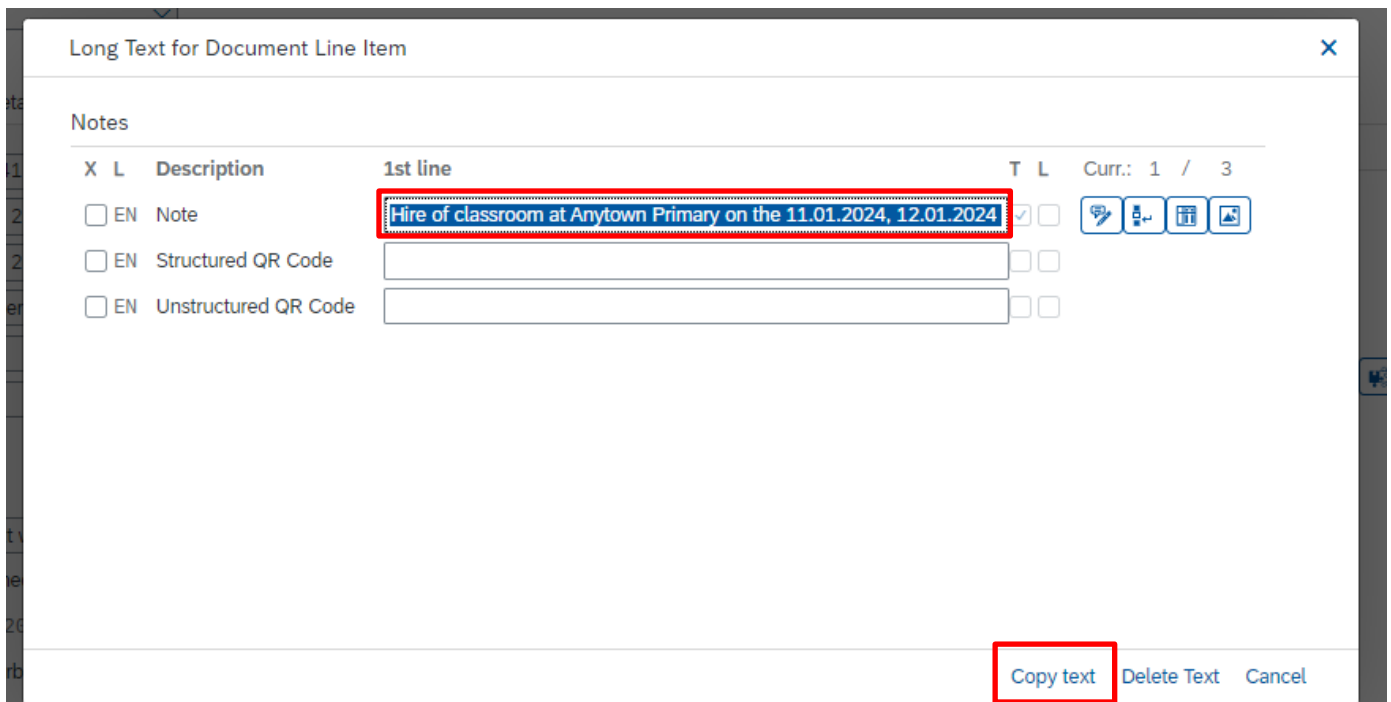 Long Text for Document Line Item
Notes
X L Description 1st line T L Curr.: 1 / 3
EN Note Hire of classroom at Anytown Primary on the 11.01.2024, 12.01.2024
EN Structured QR Code
EN Unstructured QR Code
Copy text Delete Text Cancel